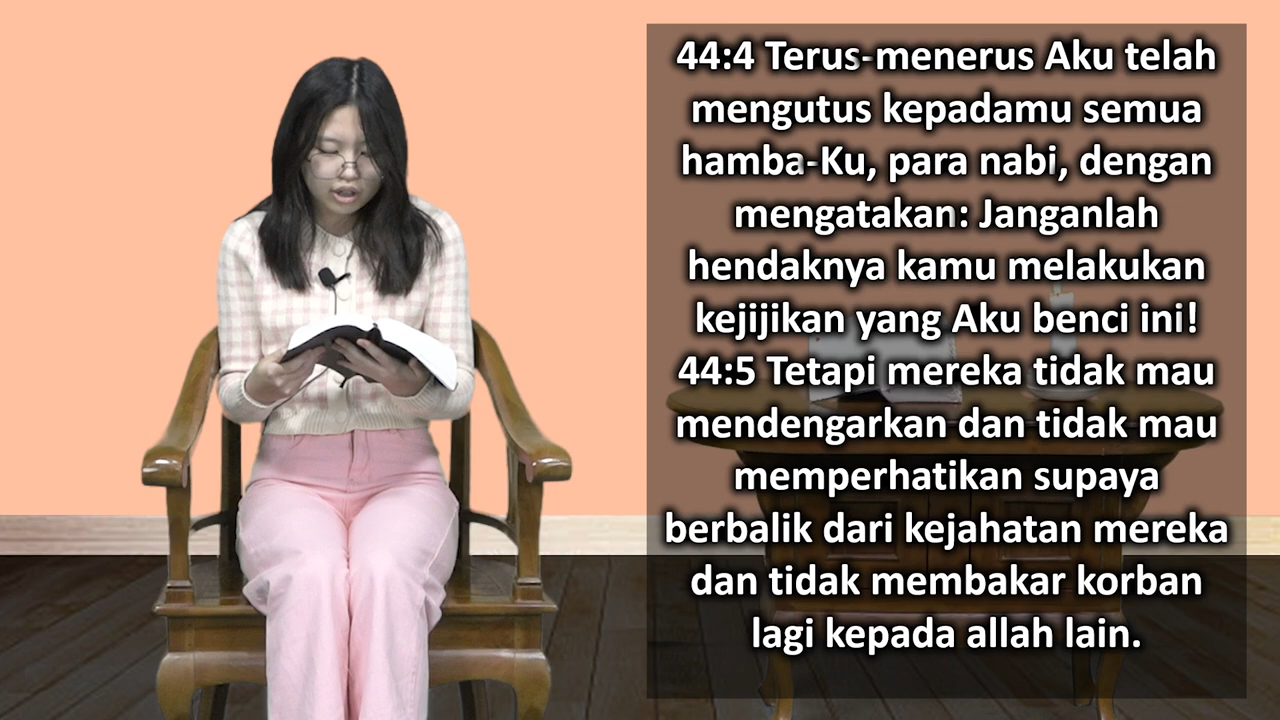 44:4 Terus-menerus Aku telah
mengutus kepadamu semua
hamba-Ku, para nabi, dengan
mengatakan: Janganlah
hendaknya kamu melakukan
kejijikan yang Aku benci ini!
44:5 Tetapi mereka tidak mau
mendengarkan dan tidak mau
memperhatikan supaya
berbalik dari kejahatan mereka
dan tidak membakar korban
lagi kepada allah lain.